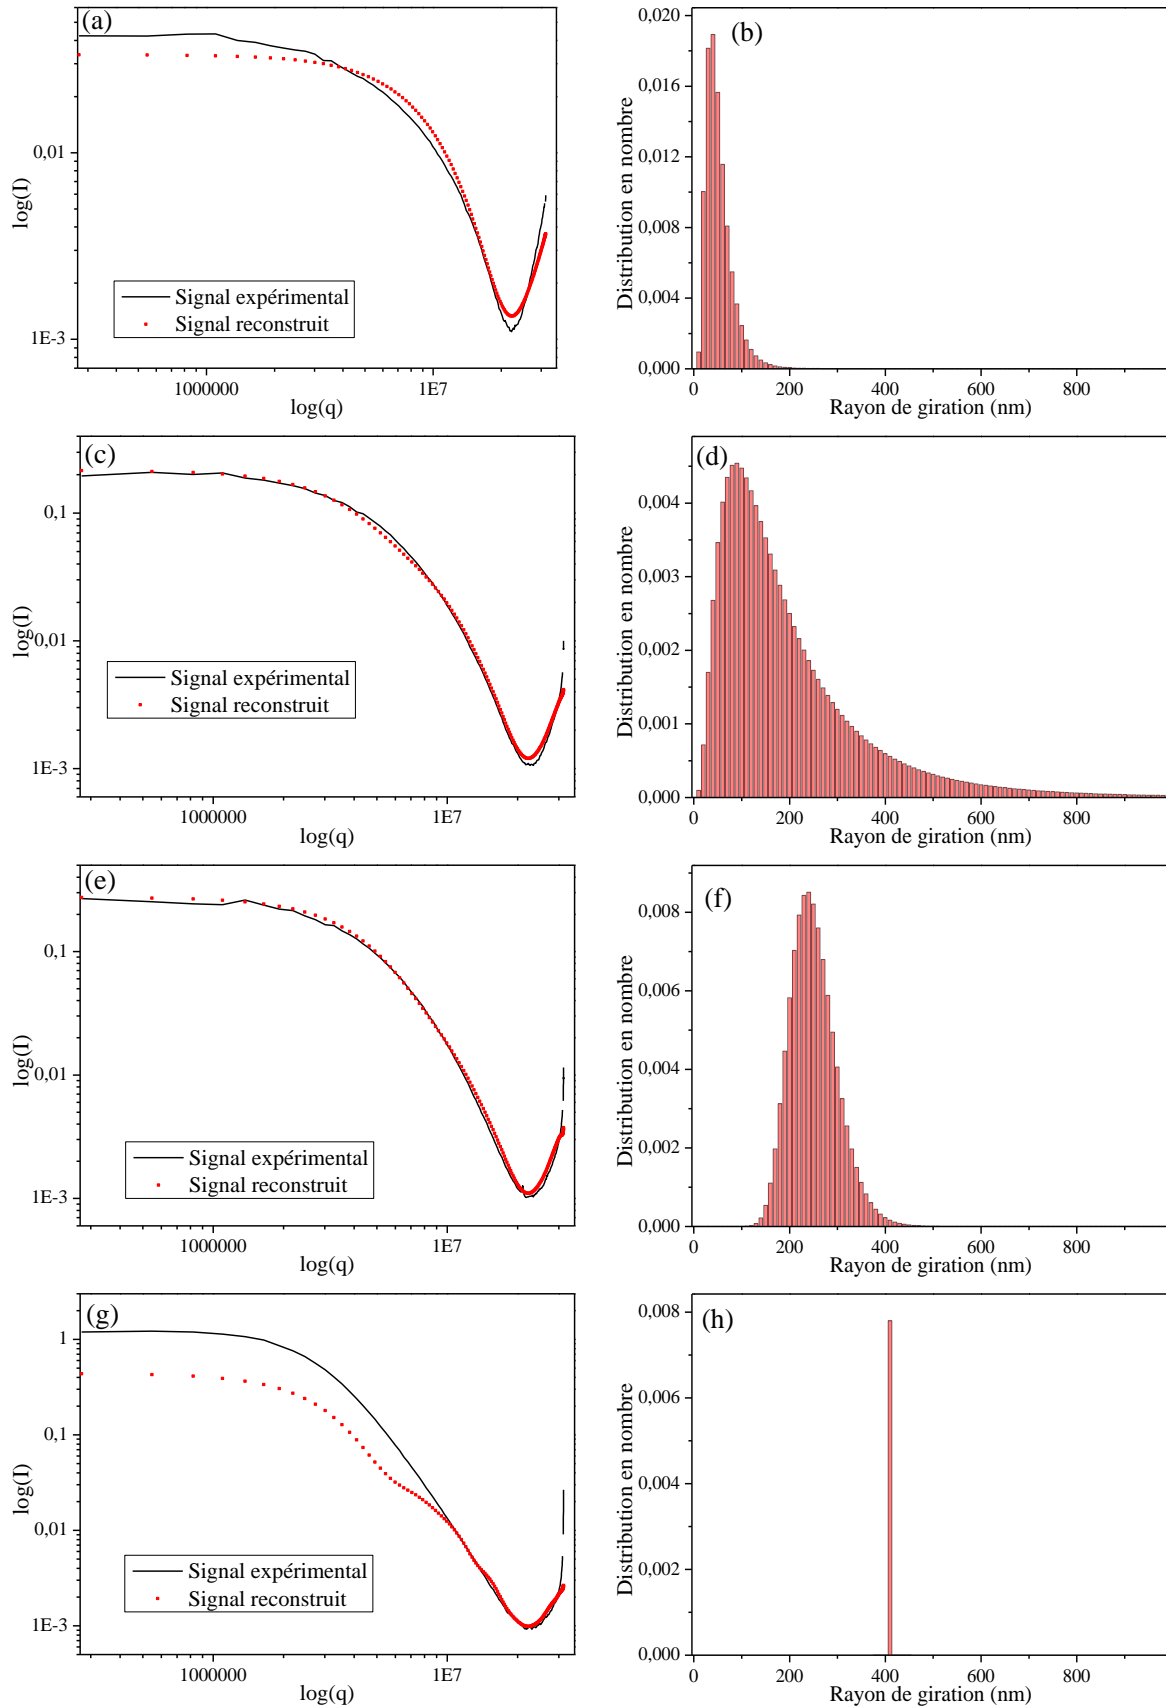 (a)
0,01
1E-3
log(I)
Signal expérimental
Signal reconstruit
1000000
1E7
log(q)
(b)
0,020
0,016
0,012
0,008
0,004
0,000
Distribution en nombre
0
200
400
600
800
Rayon de giration (nm)
(c)
0,1
0,01
1E-3
log(I)
Signal expérimental
Signal reconstruit
1000000
1E7
log(q)
(d)
0,004
0,003
0,002
0,001
0,000
Distribution en nombre
0
200
400
600
800
Rayon de giration (nm)
(e)
0,1
0,01
1E-3
log(I)
Signal expérimental
Signal reconstruit
1000000
1E7
log(q)
(f)
0,008
0,006
0,004
0,002
0,000
Distribution en nombre
0
200
400
600
800
Rayon de giration (nm)
(g)
1
0,1
0,01
1E-3
log(I)
Signal expérimental
Signal reconstruit
1000000
1E7
log(q)
(h)
0,008
0,006
0,004
0,002
0,000
Distribution en nombre
0
200
400
600
800
Rayon de giration (nm)